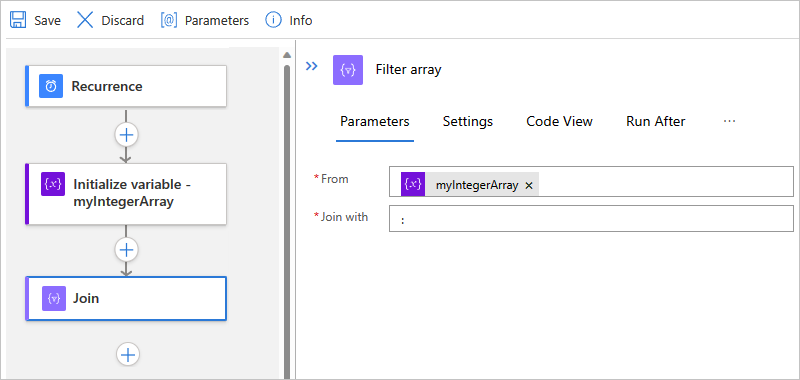 Save Discard [@] Parameters Info
Recurrence
Initialize variable -
myIntegerArray
Join
Filter array
Parameters Settings Code View Run After ...
*From {x} myIntegerArray ×
*Join with :